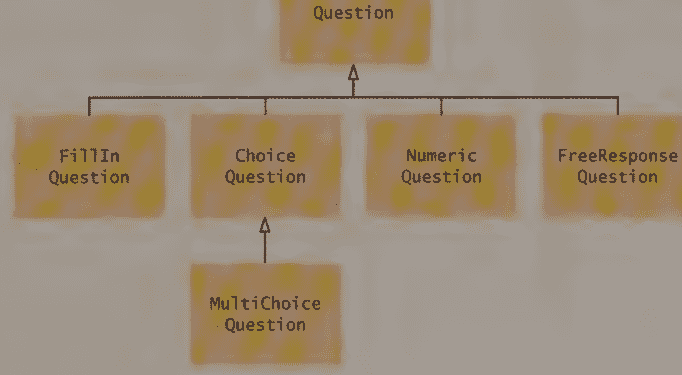 Question
FillIn
Question
Choice
Question
Numeric
Question
FreeResponse
Question
MultiChoice
Question